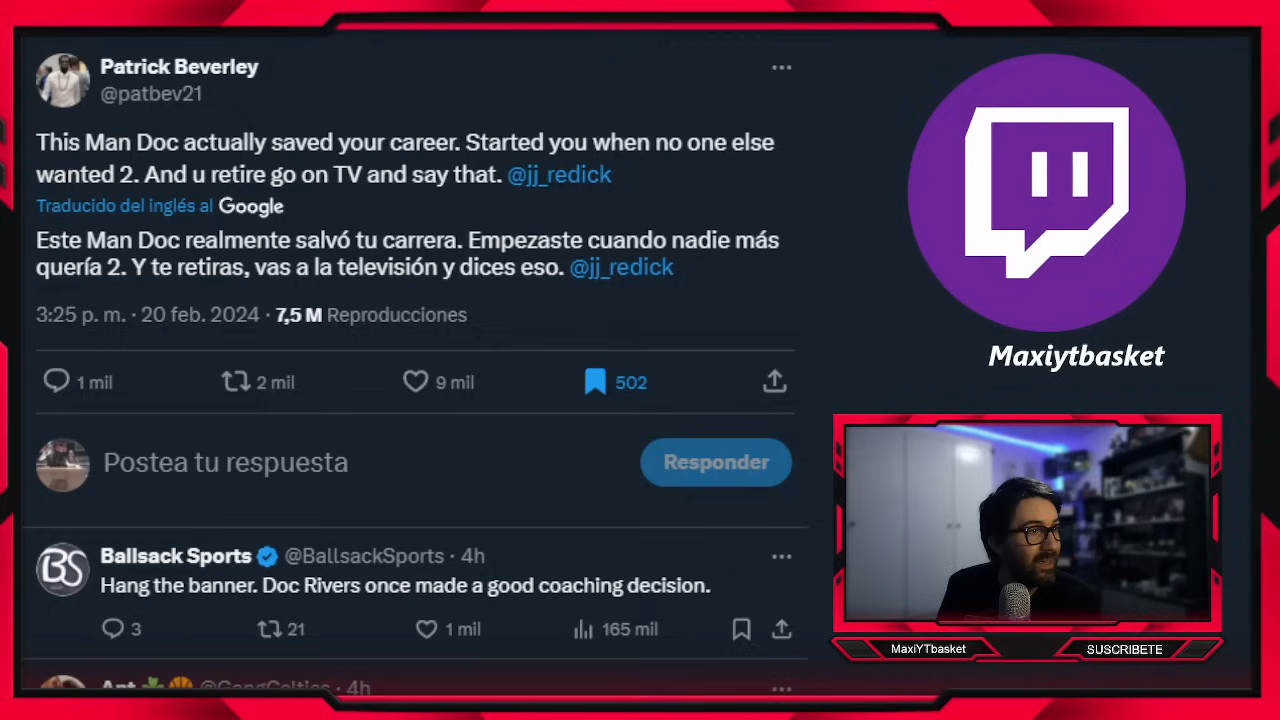 Patrick Beverley
@patbev21
This Man Doc actually saved your career. Started you when no one else
wanted 2. And u retire go on TV and say that. @jj_redick
Traducido del inglés al Google
Este Man Doc realmente salvó tu carrera. Empezaste cuando nadie más
quería 2. Y te retiras, vas a la televisión y dices eso. @jj_redick
3:25 p. m. · 20 feb. 2024 · 7,5 M Reproducciones
1 mil 2 mil 9 mil 502
Postea tu respuesta
Responder
BS
Ballsack Sports @BallsackSports · 4h
Hang the banner. Doc Rivers once made a good coaching decision.
3 21 1 mil 165 mil
Ant @GangCeltics · 4h
Maxiytbasket
MaxiYTbasket
SUSCRIBETE